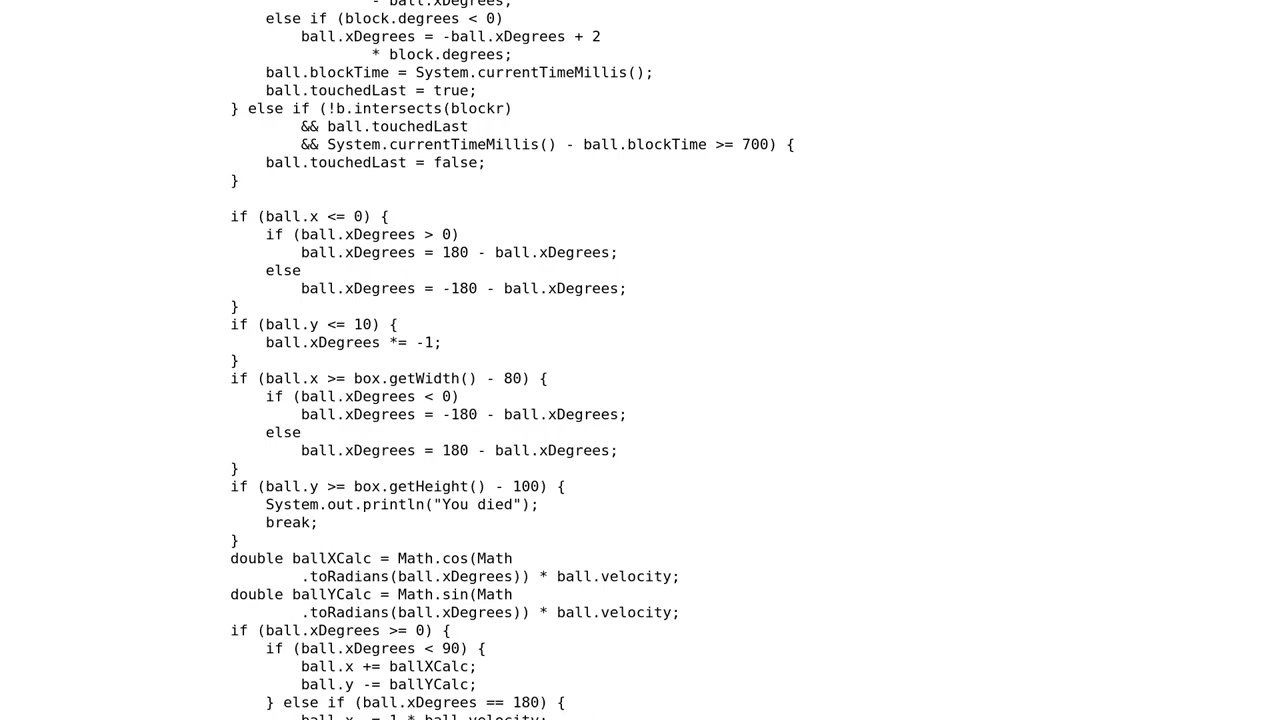 - ball.xDegrees;
else if (block.degrees < 0)
ball.xDegrees = -ball.xDegrees + 2
* block.degrees;
ball.blockTime = System.currentTimeMillis();
ball.touchedLast = true;
} else if (!b.intersects(blockr)
&& ball.touchedLast
&& System.currentTimeMillis() - ball.blockTime >= 700) {
ball.touchedLast = false;
}
if (ball.x <= 0) {
if (ball.xDegrees > 0)
ball.xDegrees = 180 - ball.xDegrees;
else
ball.xDegrees = -180 - ball.xDegrees;
}
if (ball.y <= 10) {
ball.xDegrees *= -1;
}
if (ball.x >= box.getWidth() - 80) {
if (ball.xDegrees < 0)
ball.xDegrees = -180 - ball.xDegrees;
else
ball.xDegrees = 180 - ball.xDegrees;
}
if (ball.y >= box.getHeight() - 100) {
System.out.println("You died");
break;
}
double ballXCalc = Math.cos(Math
.toRadians(ball.xDegrees)) * ball.velocity;
double ballYCalc = Math.sin(Math
.toRadians(ball.xDegrees)) * ball.velocity;
if (ball.xDegrees >= 0) {
if (ball.xDegrees < 90) {
ball.x += ballXCalc;
ball.y -= ballYCalc;
} else if (ball.xDegrees == 180) {